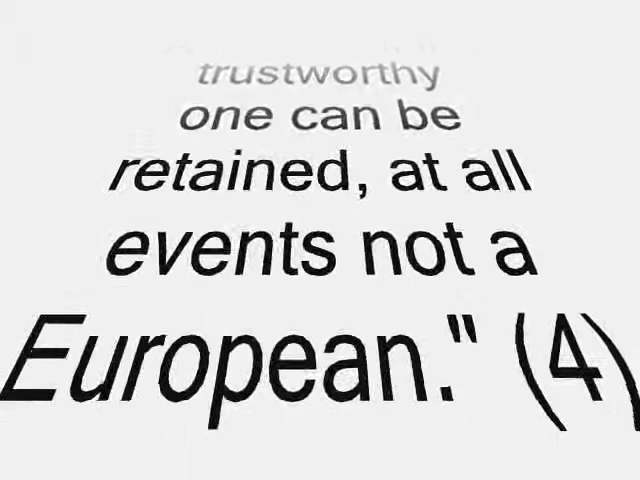 trustworthy
one can be
retained, at all
events not a
European." (4)